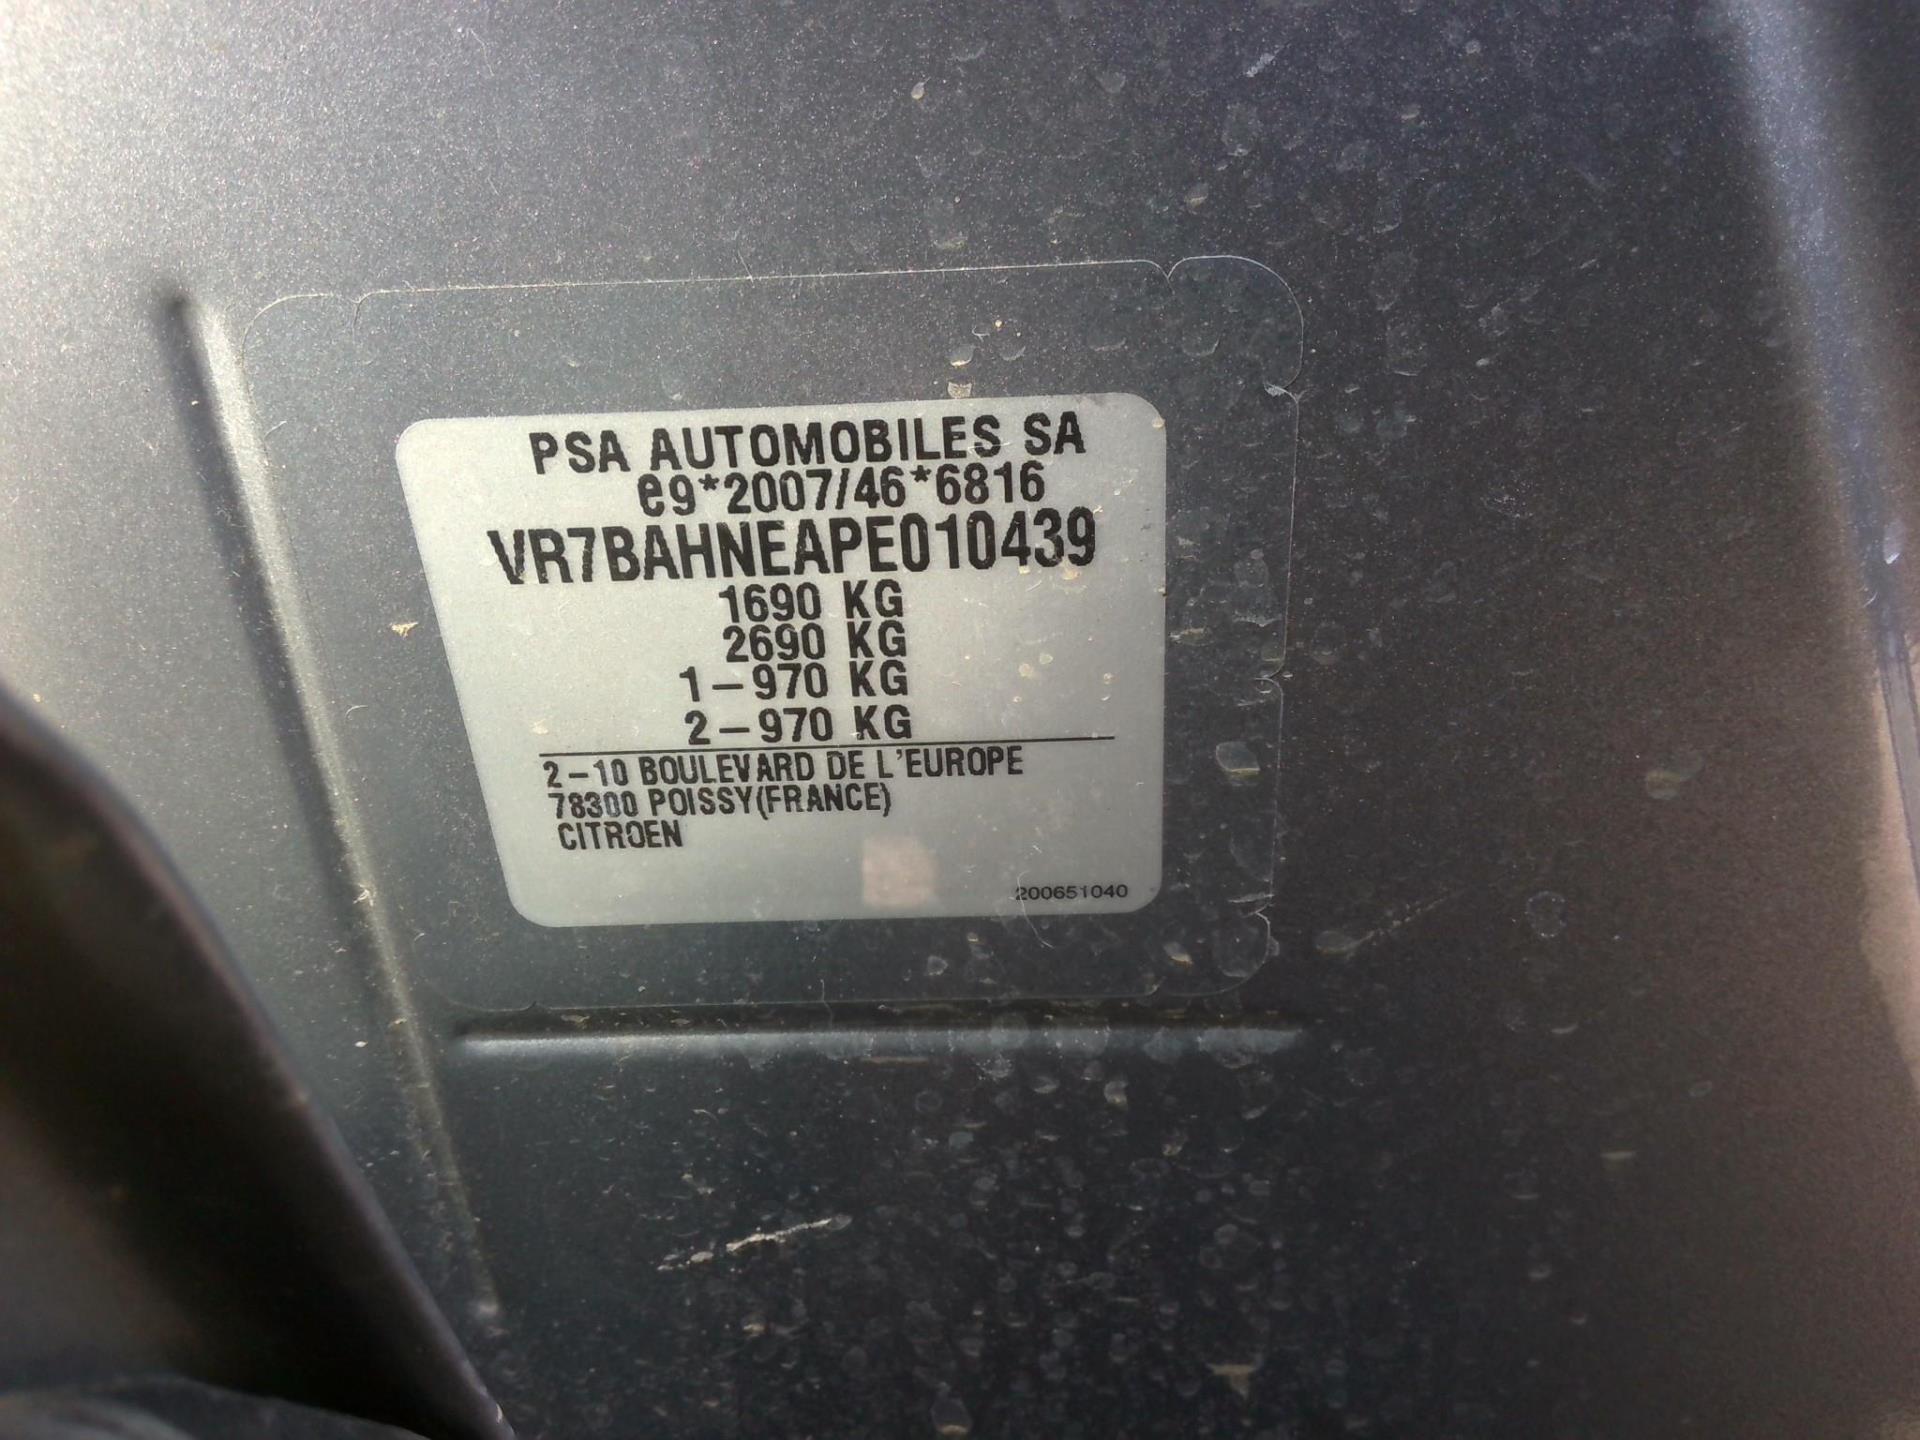 PSA AUTOMOBILES SA
e9*2007/46*6816
VR7BAHNEAPE010439
1690 KG
2690 KG
1-970 KG
2-970 KG
2-10 BOULEVARD DE L'EUROPE
78300 POISSY(FRANCE)
CITROEN
200651040